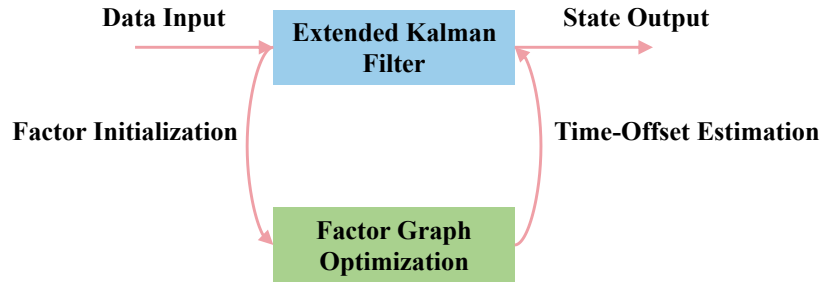 Data Input
State Output
Extended Kalman
Filter
Factor Initialization
Time-Offset Estimation
Factor Graph
Optimization